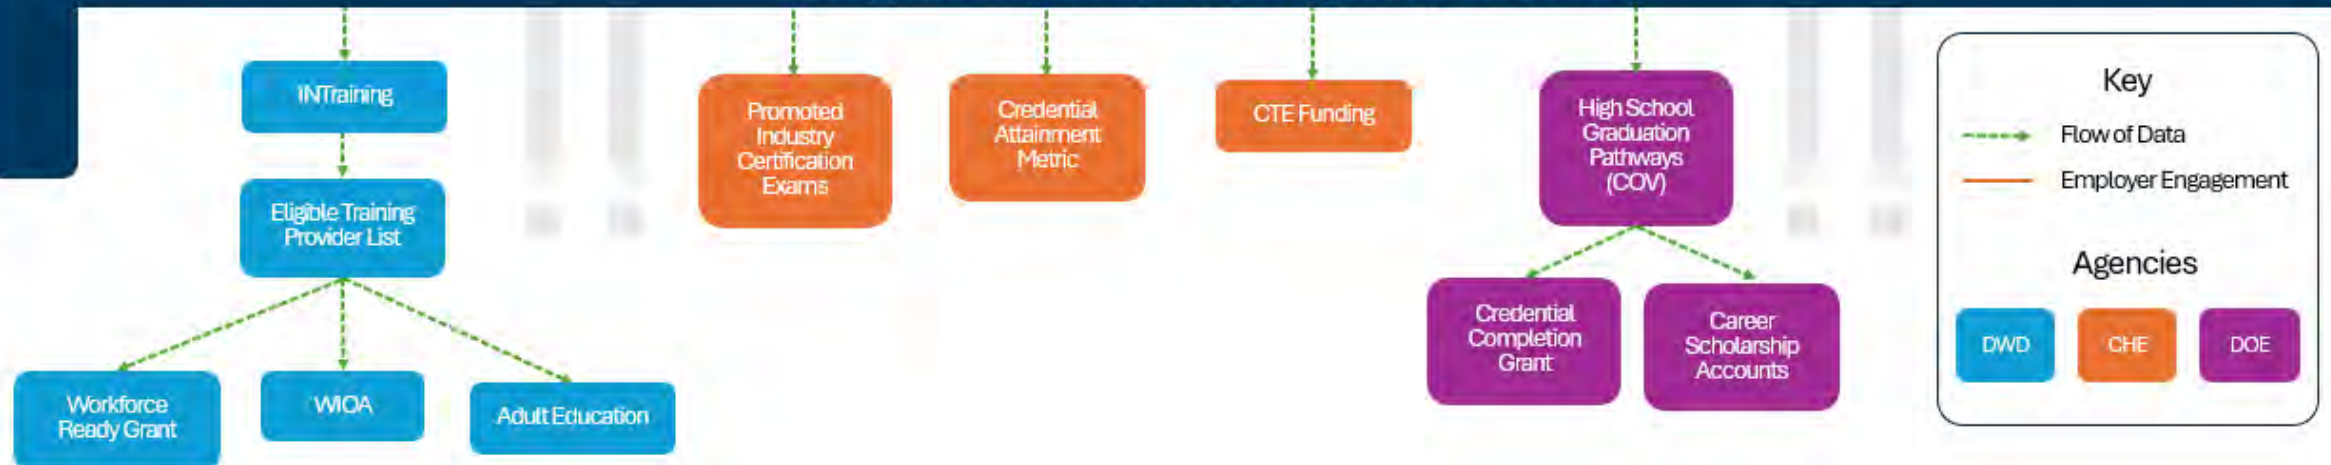 INTraining
Eligible Training
Provider List
Workforce
Ready Grant
WIOA
Adult Education
Promoted
Industry
Certification
Exams
Credential
Attainment
Metric
CTE Funding
High School
Graduation
Pathways
(COV)
Credential
Completion
Grant
Career
Scholarship
Accounts
Key
Flow of Data
Employer Engagement
Agencies
DWD
CHE
DOE